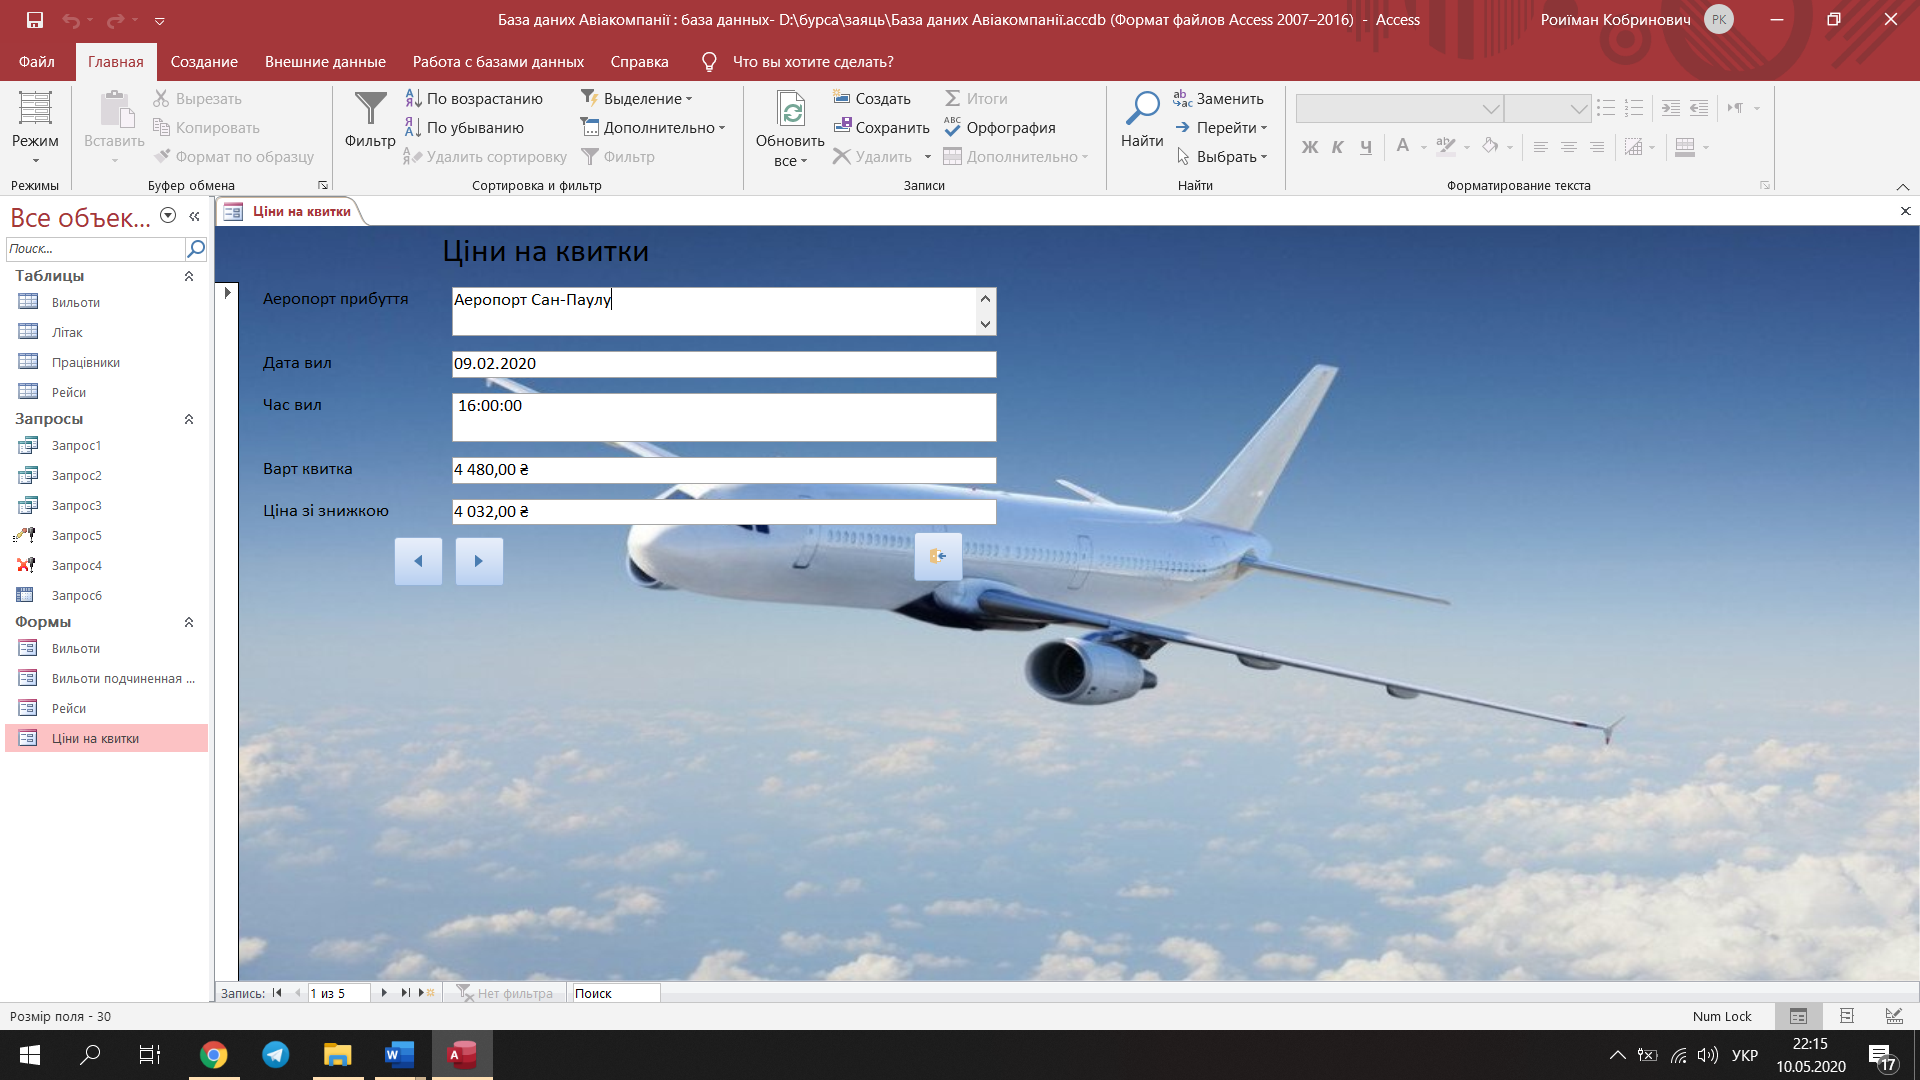 База даних Авіакомпанії : база данных- D:\бурса\заяць\База даних Авіакомпанії.accdb (Формат файлов Access 2007–2016)  -  Access
Роиїман Кобринович
РК
Файл
Главная
Создание
Внешние данные
Работа с базами данных
Справка
Что вы хотите сделать?
Режим
Режимы
Вставить
Вырезать
Копировать
Формат по образцу
Буфер обмена
Фильтр
По возрастанию
По убыванию
Удалить сортировку
Выделение
Дополнительно
Фильтр
Сортировка и фильтр
Обновить
все
Создать
Сохранить
Удалить
Итоги
Орфография
Дополнительно
Записи
Найти
Заменить
Перейти
Выбрать
Найти
Ж К Ч
А
Форматирование текста
Все объек...
Поиск...
Таблицы
Вильоти
Літак
Працівники
Рейси
Запросы
Запрос1
Запрос2
Запрос3
Запрос5
Запрос4
Запрос6
Формы
Вильоти
Вильоти подчиненная ...
Рейси
Ціни на квитки
Ціни на квитки
Ціни на квитки
Аеропорт прибуття
Аеропорт Сан-Паулу
Дата вил
09.02.2020
Час вил
16:00:00
Варт квитка
4 480,00 ₴
Ціна зі знижкою
4 032,00 ₴
Запись:
1 из 5
Нет фильтра
Поиск
Розмір поля - 30
Num Lock
УКР
22:15
10.05.2020
17